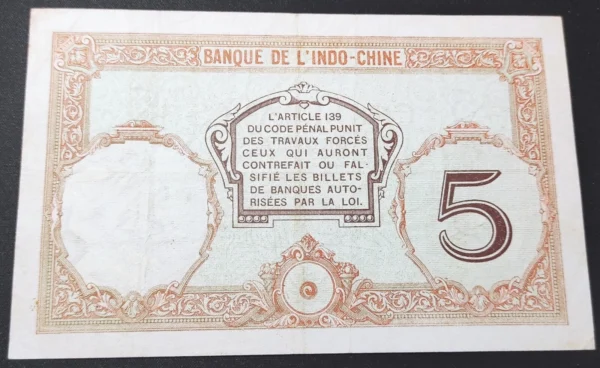 BANQUE DE L'INDO-CHINE
L'ARTICLE 139
DU CODE PÉNAL PUNIT
DES TRAVAUX FORCÉS
CEUX QUI AURONT
CONTREFAIT OU FAL-
SIFIÉ LES BILLETS
DE BANQUES AUTO-
RISÉES PAR LA LOI.
5